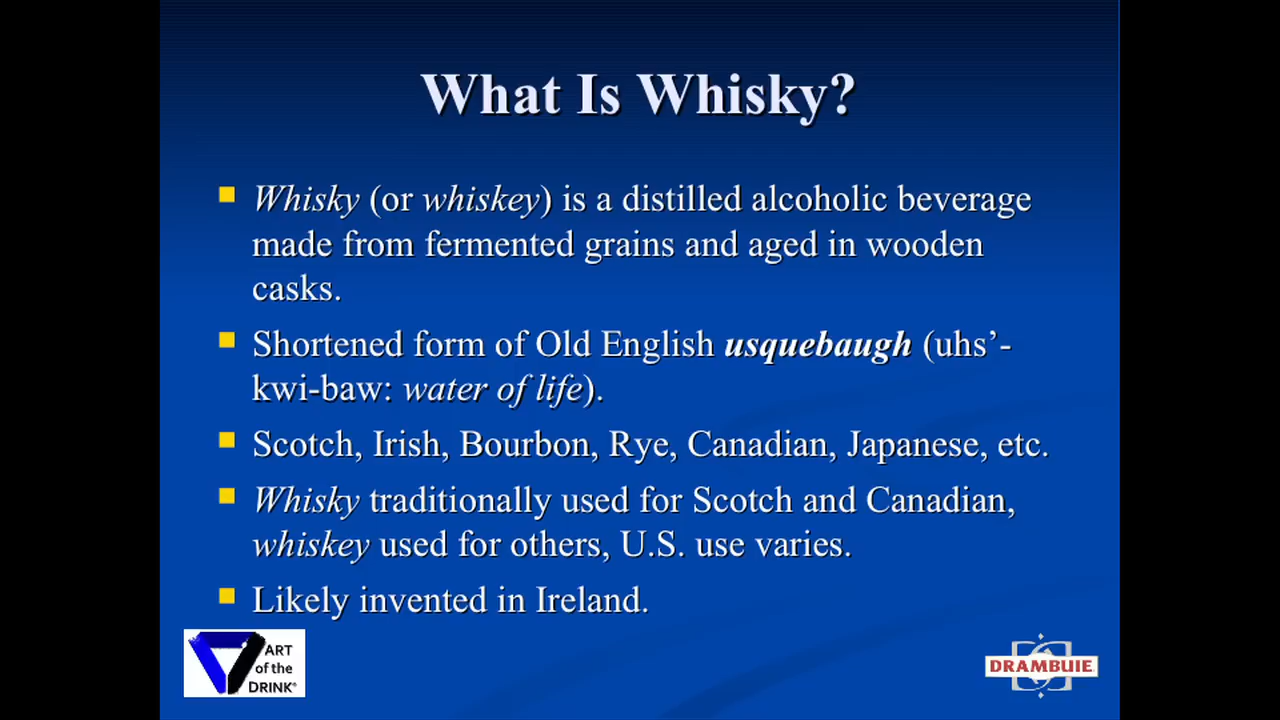 What Is Whisky?
Whisky (or whiskey) is a distilled alcoholic beverage
made from fermented grains and aged in wooden
casks.
Shortened form of Old English usquebaugh (uhs’-
kwi-baw: water of life).
Scotch, Irish, Bourbon, Rye, Canadian, Japanese, etc.
Whisky traditionally used for Scotch and Canadian,
whiskey used for others, U.S. use varies.
Likely invented in Ireland.
ART
of the
DRINK®
DRAMBUIE